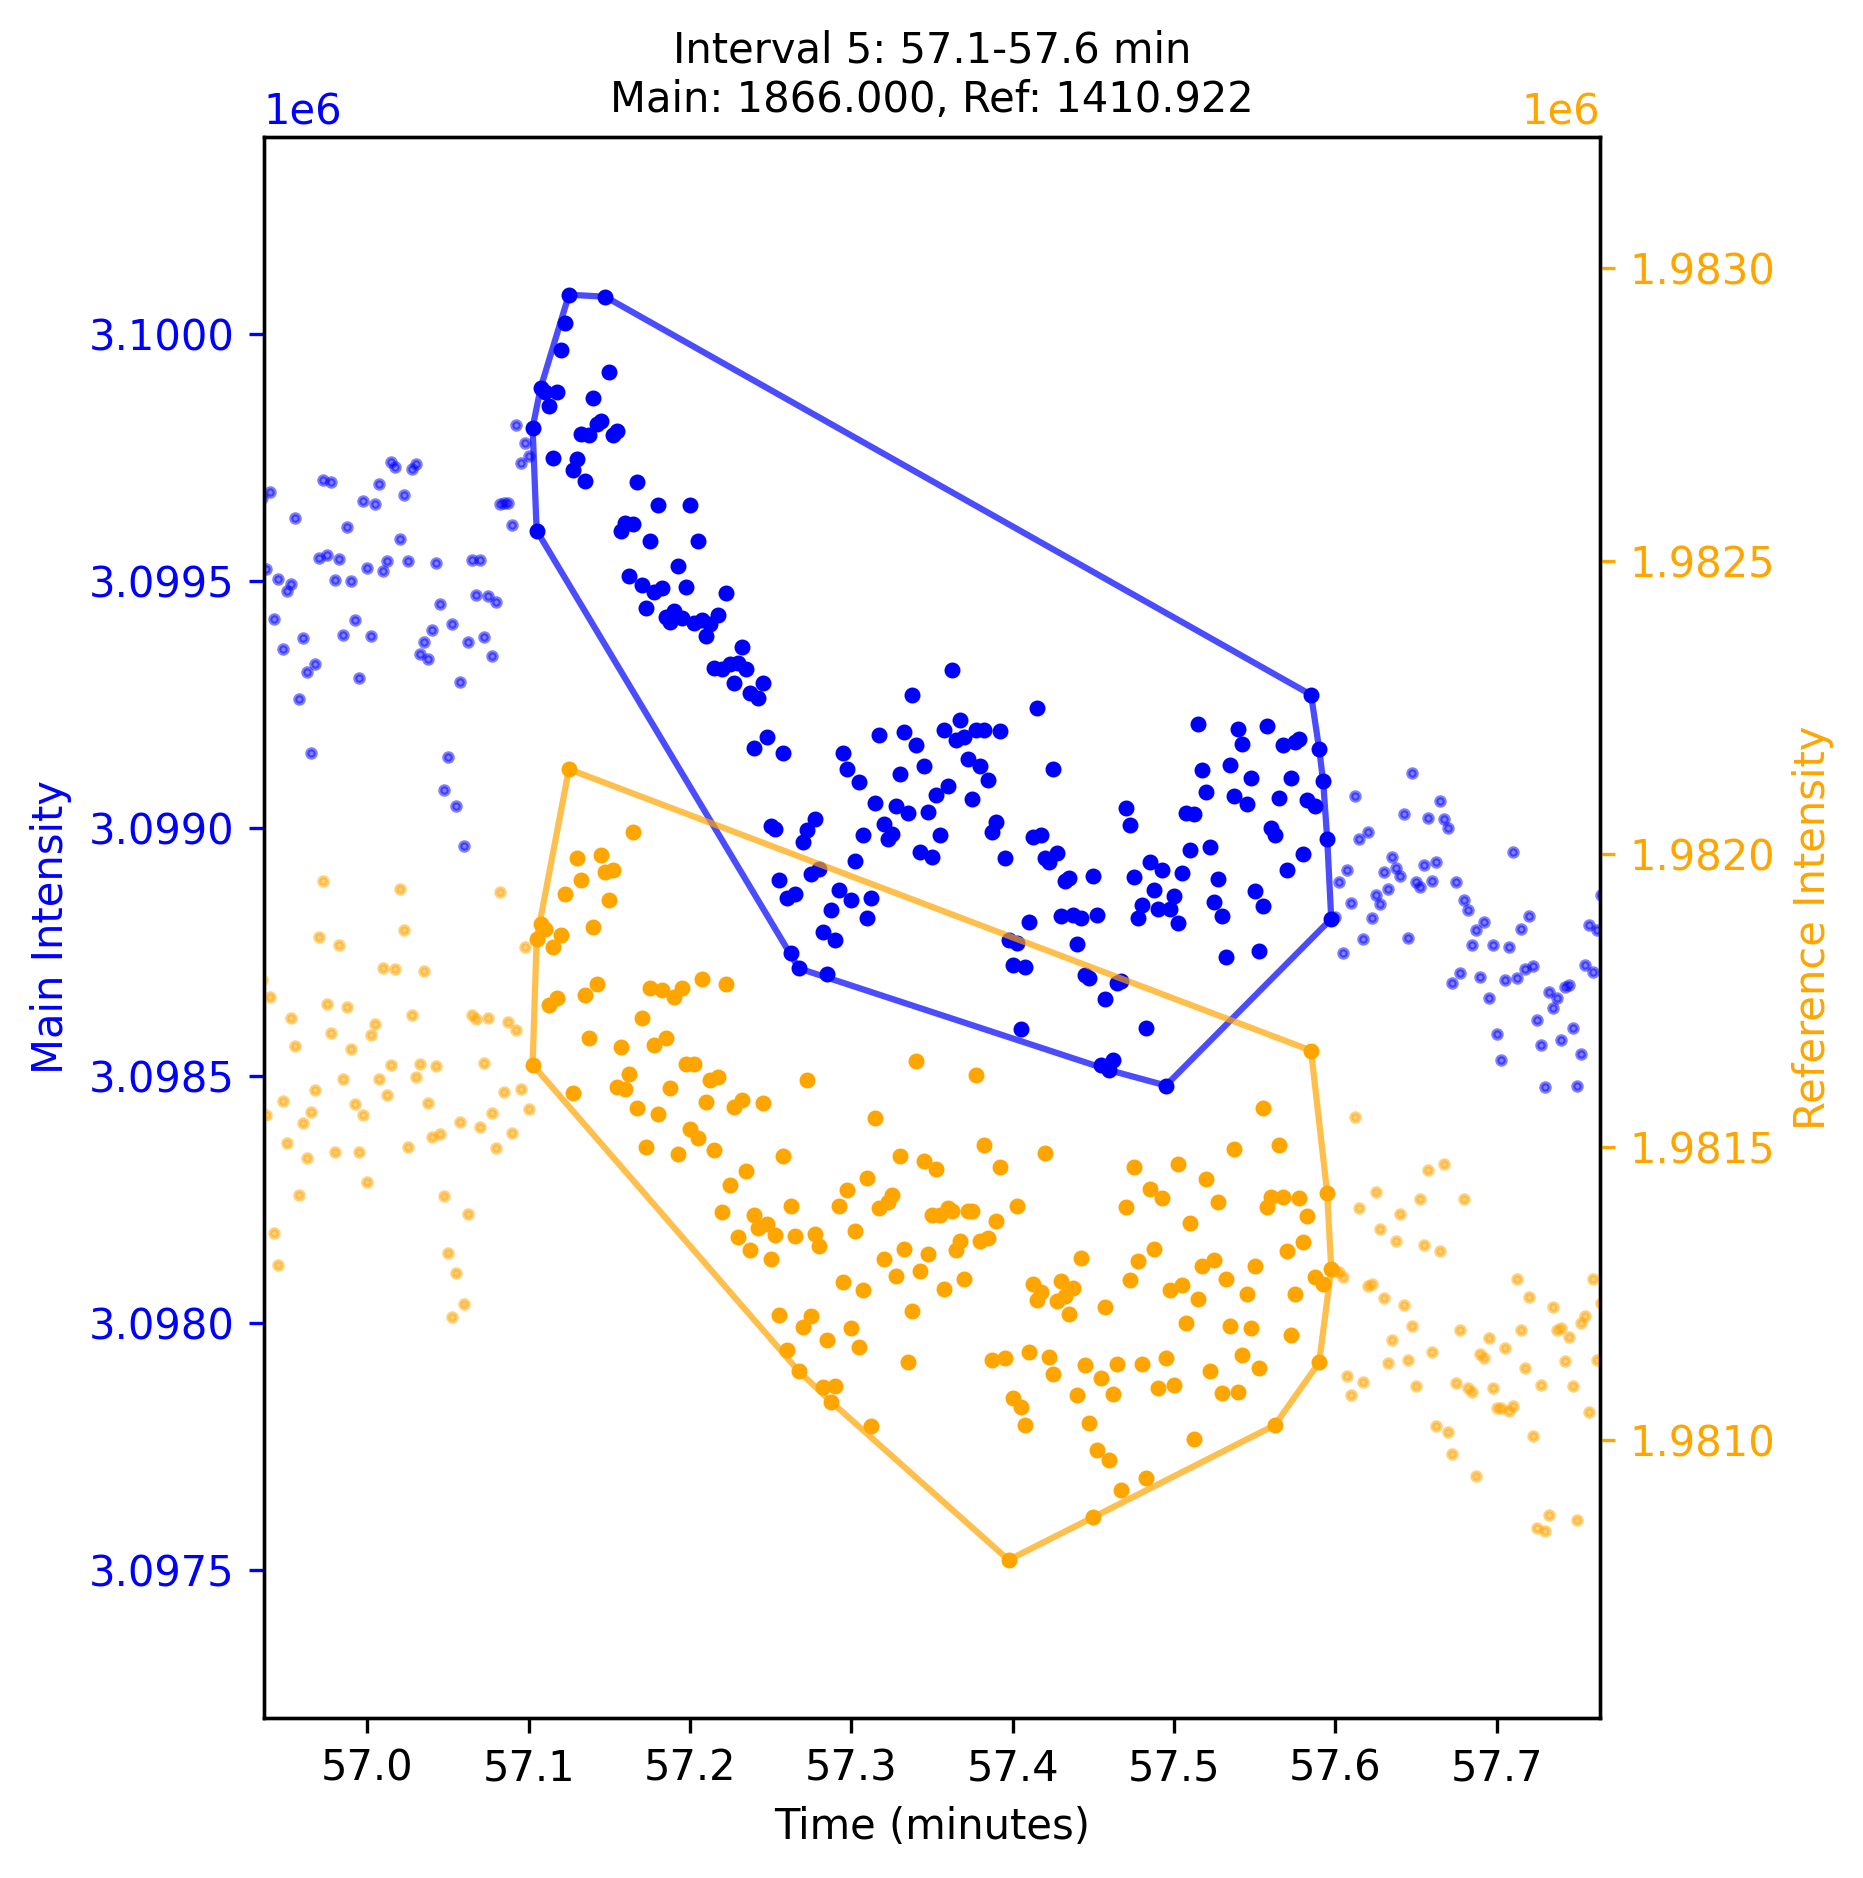 Interval 5: 57.1-57.6 min
Main: 1866.000, Ref: 1410.922
1e6
1e6
3.1000
3.0995
3.0990
3.0985
3.0980
3.0975
Main Intensity
1.9830
1.9825
1.9820
1.9815
1.9810
Reference Intensity
57.0 57.1 57.2 57.3 57.4 57.5 57.6 57.7
Time (minutes)